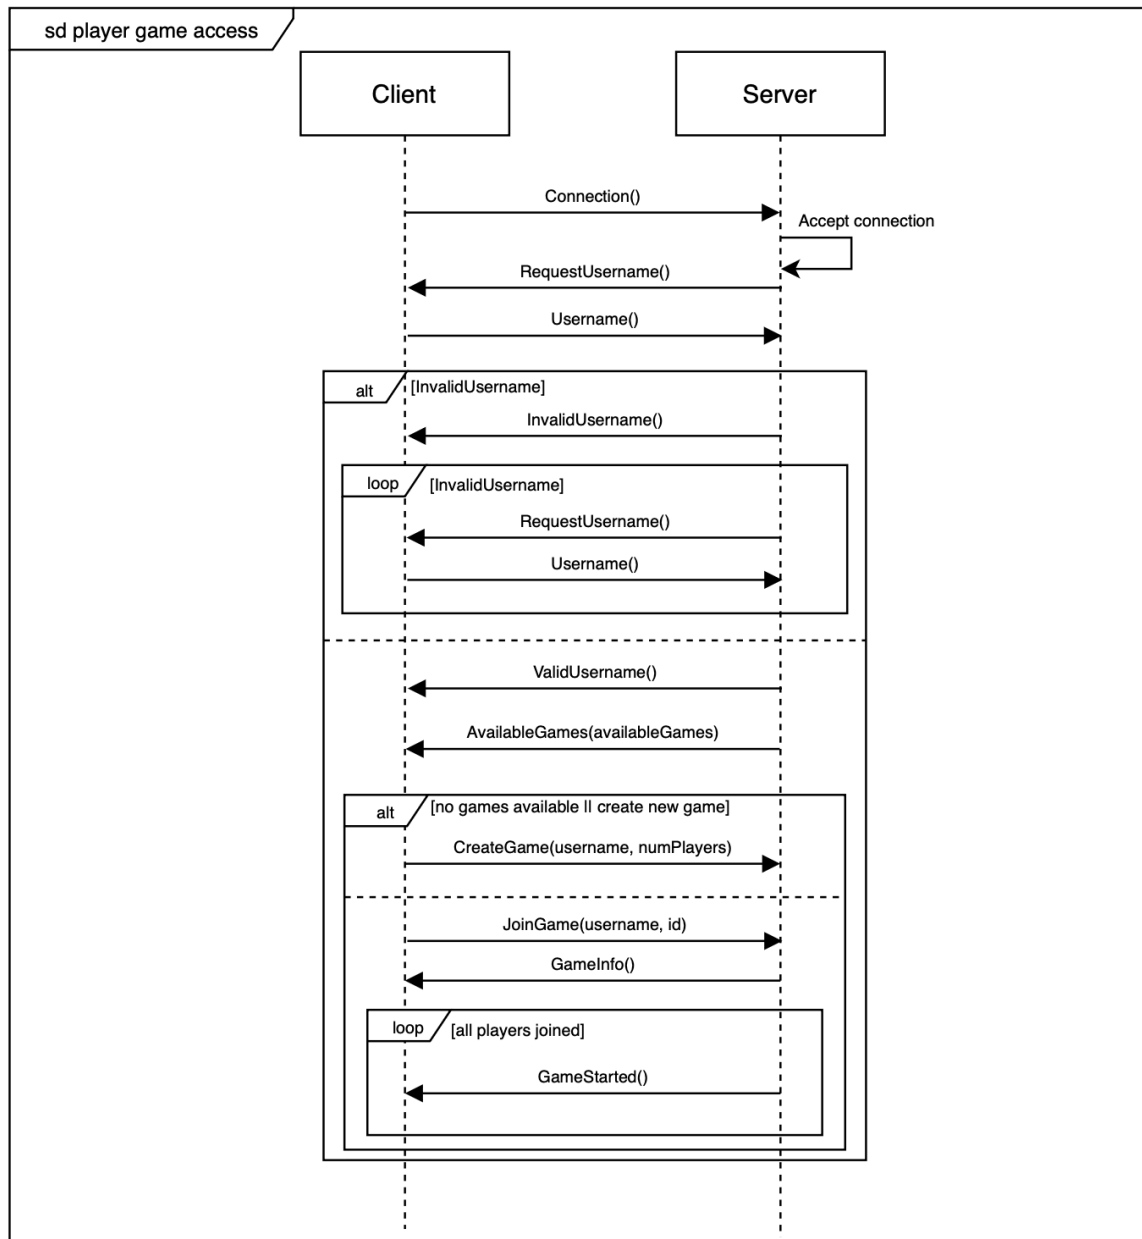 sd player game access
Client
Server
Connection()
Accept connection
RequestUsername()
Username()
alt
[InvalidUsername]
InvalidUsername()
loop
[InvalidUsername]
RequestUsername()
Username()
ValidUsername()
AvailableGames(availableGames)
alt
[no games available || create new game]
CreateGame(username, numPlayers)
JoinGame(username, id)
GameInfo()
loop
[all players joined]
GameStarted()